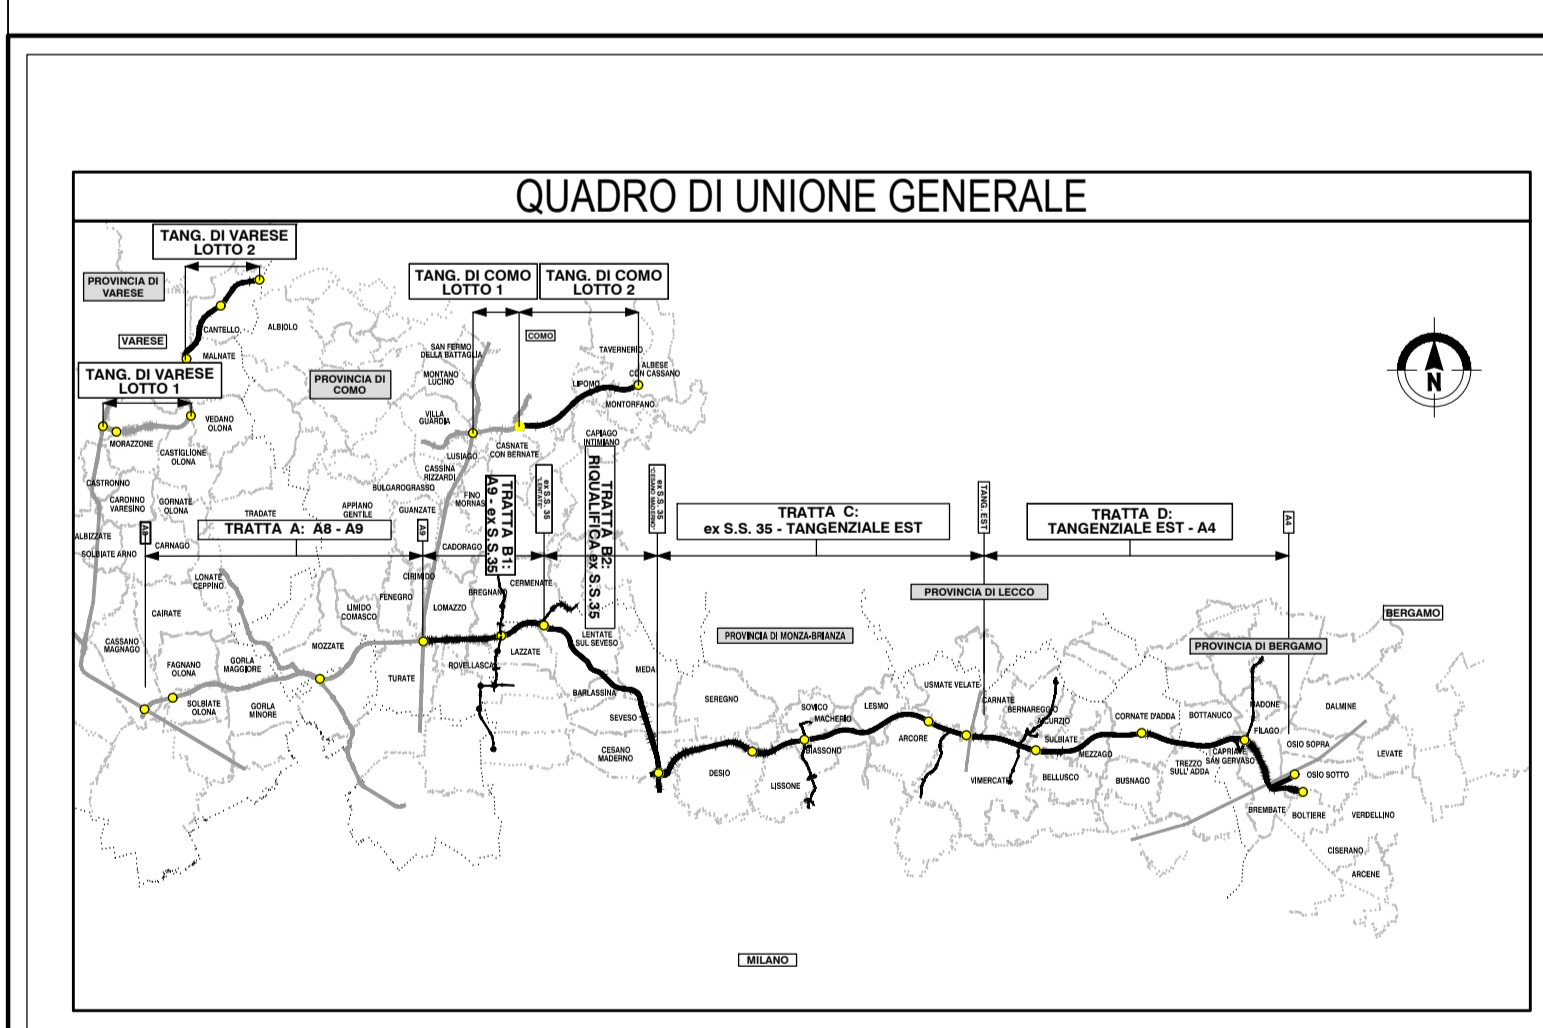 QUADRO DI UNIONE GENERALE
TANG. DI VARESE
LOTTO 2
PROVINCIA DI
VARESE
CANTELLO
ALBIOLO
VARESE
MALNATE
TANG. DI VARESE
LOTTO 1
VEDANO
OLONA
MORAZZONE
CASTIGLIONE
OLONA
TANG. DI COMO
LOTTO 1
TANG. DI COMO
LOTTO 2
COMO
SAN FERMO
DELLA BATTAGLIA
TAVERNERIO
ALBESE
CON CASSANO
PROVINCIA DI
COMO
MONTANO
LUCINO
LIPOMO
MONTORFANO
VILLA
GUARDIA
CAPIAGO
INTIMIANO
CASNATE
CON BERNATE
LUSIAGO
CASSINA
RIZZARDI
BULGAROGRASSO
FINO
MORNAS
CASTRONNO
CARONNO
VARESINO
GORNATE
OLONA
TRADATE
APPIANO
GENTILE
GUANZATE
ALBIZZATE
SOLBIATE ARNO
CARNAGO
A8
TRATTA A: A8 - A9
A9
CADORAGO
TRATTA B1:
A9 - ex S.S.35
ex S.S. 35
"LENTATE"
TRATTA B2:
RIQUALIFICA ex S.S.35
ex S.S. 35
"CESANO MADERNO"
TRATTA C:
ex S.S. 35 - TANGENZIALE EST
TANG. EST
TRATTA D:
TANGENZIALE EST - A4
A4
LONATE
CEPPINO
CIRIMIDO
FENEGRO
BREGNAN
CERMENATE
CAIRATE
LIMIDO
COMASCO
LOMAZZO
PROVINCIA DI LECCO
BERGAMO
CASSANO
MAGNAGO
MOZZATE
LENTATE
SUL SEVESO
PROVINCIA DI MONZA-BRIANZA
PROVINCIA DI BERGAMO
FAGNANO
OLONA
GORLA
MAGGIORE
ROVELLASCA
LAZZATE
TURATE
MEDA
SOLBIATE
OLONA
GORLA
MINORE
BARLASSINA
SEREGNO
USMATE VELATE
CARNATE
BERNAREGGIO
SOVICO
LESMO
MACHERIO
SEVESO
CESANO
MADERNO
DESIO
BIASSONO
LISSONE
ARCORE
VIMERCATE
AICURZIO
SULBIATE
BELLUSCO
MEZZAGO
CORNATE D'ADDA
BUSNAGO
BOTTANUCO
TREZZO
SULL' ADDA
CAPRIATE
SAN GERVASO
MADONE
FILAGO
DALMINE
OSIO SOPRA
LEVATE
OSIO SOTTO
BREMBATE
BOLTIERE
VERDELLINO
CISERANO
ARCENE
MILANO
N